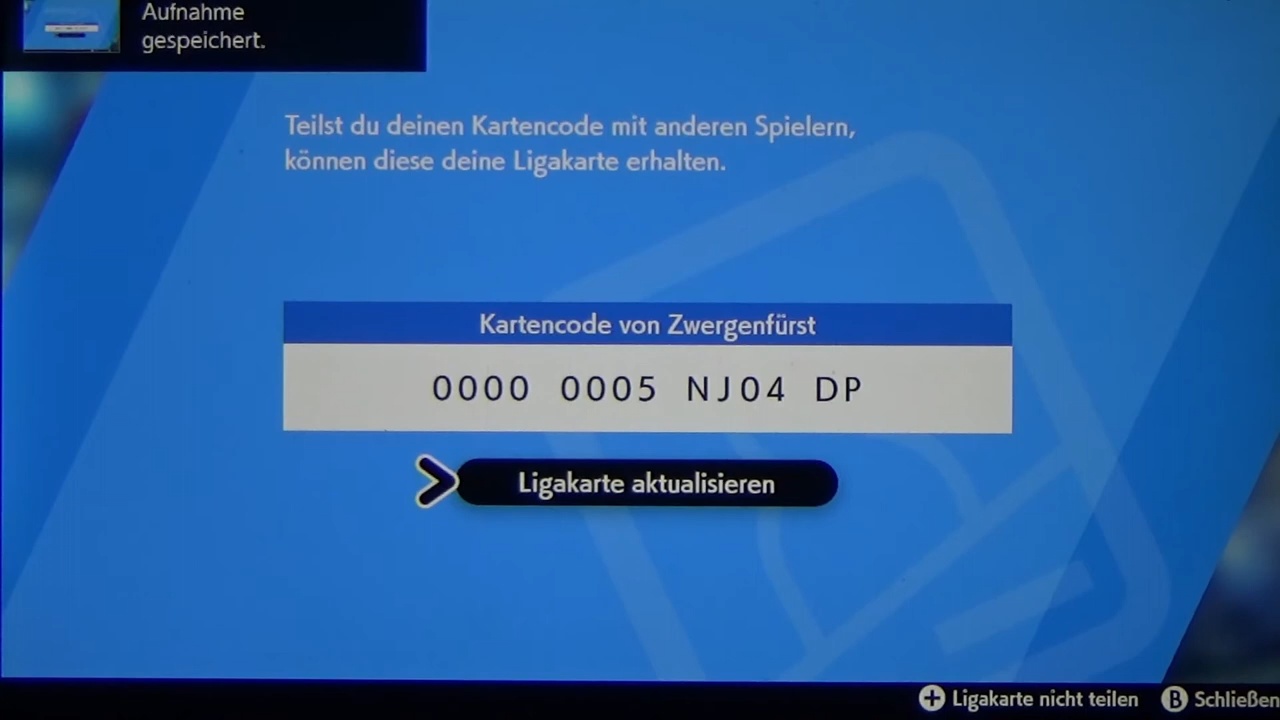 Aufnahme
gespeichert.
Teilst du deinen Kartencode mit anderen Spielern,
können diese deine Ligakarte erhalten.
Kartencode von Zwergenfürst
0000 0005 NJ04 DP
Ligakarte aktualisieren
+ Ligakarte nicht teilen B Schließen